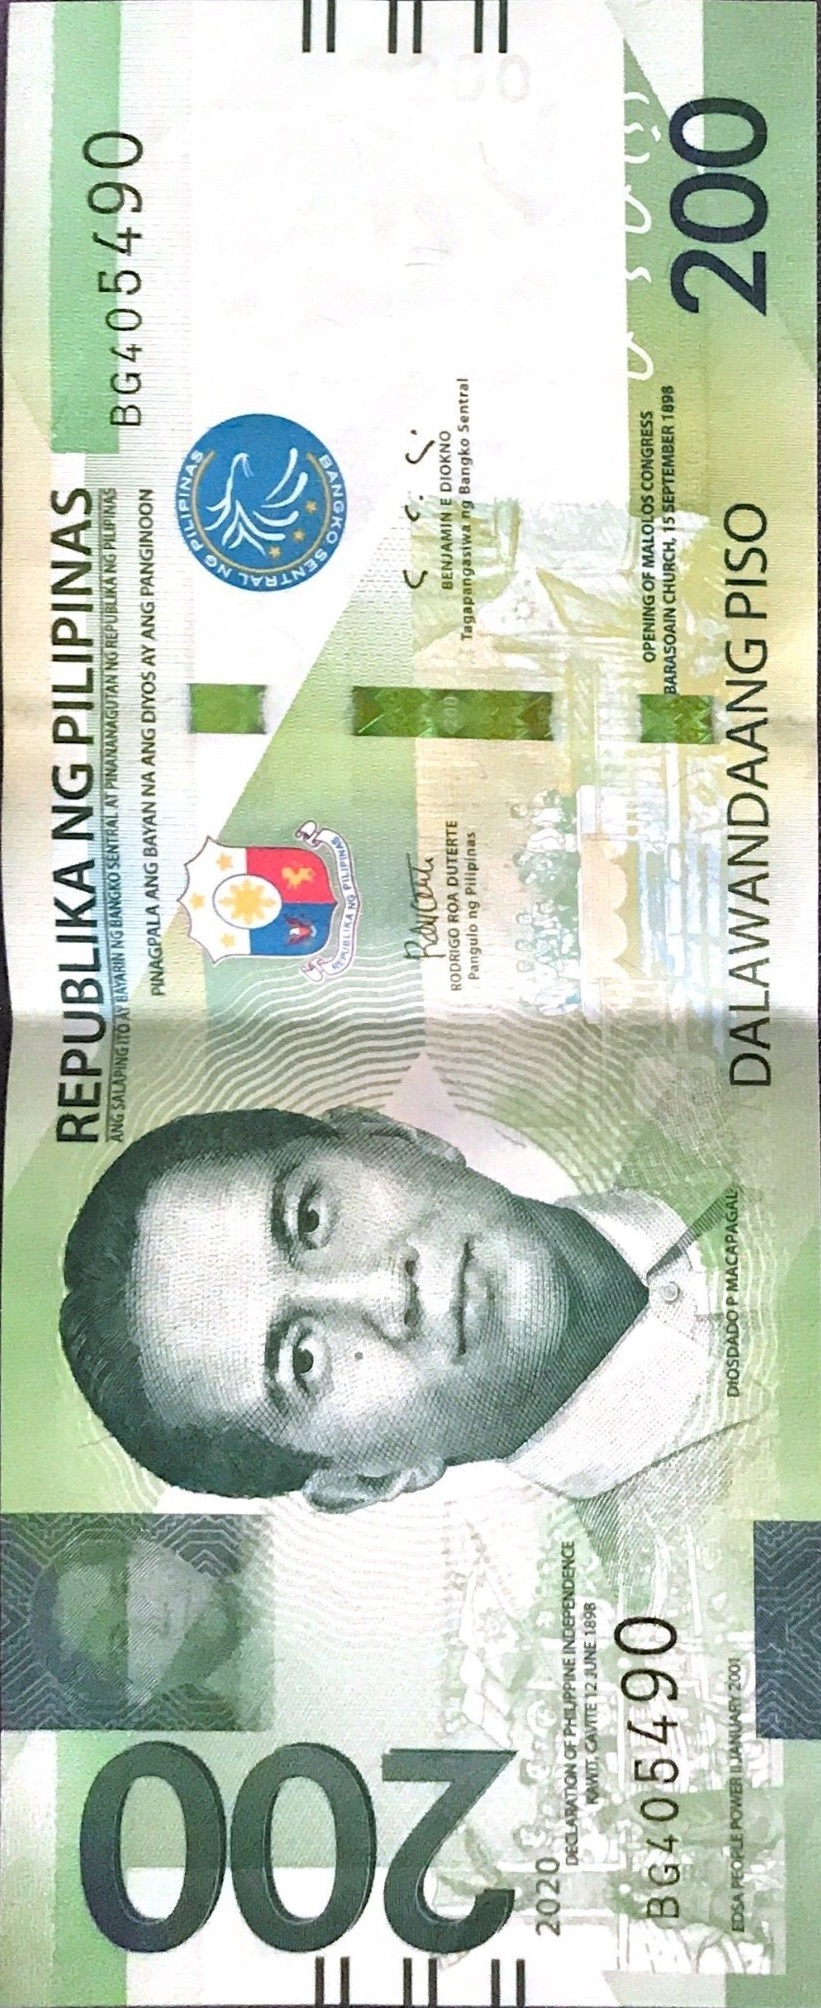 REPUBLIKA NG PILIPINAS
ANG SALAPING ITO AY BAYARIN NG BANGKO SENTRAL AT PINANANAGUTAN NG REPUBLIKA NG PILIPINAS
PINAGPALA ANG BAYAN NA ANG DIYOS AY ANG PANGINOON
BG405490
BANGKO SENTRAL NG PILIPINAS
REPUBLIKA NG PILIPINAS
RODRIGO ROA DUTERTE
Pangulo ng Pilipinas
BENJAMIN E DIOKNO
Tagapangasiwa ng Bangko Sentral
200
200
2020
DECLARATION OF PHILIPPINE INDEPENDENCE
KAWIT, CAVITE 12 JUNE 1898
BG405490
EDSA PEOPLE POWER II JANUARY 2001
DIOSDADO P MACAPAGAL
OPENING OF MALOLOS CONGRESS
BARASOAIN CHURCH, 15 SEPTEMBER 1898
DALAWANDAANG PISO
200